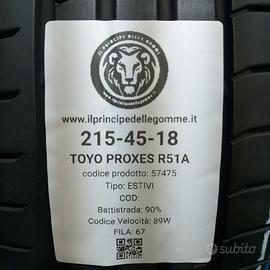 IL PRINCIPE DELLE GOMME
www.ilprincipedellegomme.it
215-45-18
TOYO PROXES R51A
codice prodotto: 57475
Tipo: ESTIVI
COD:
Battistrada: 90%
Codice Velocità: 89W
FILA: 67
subito